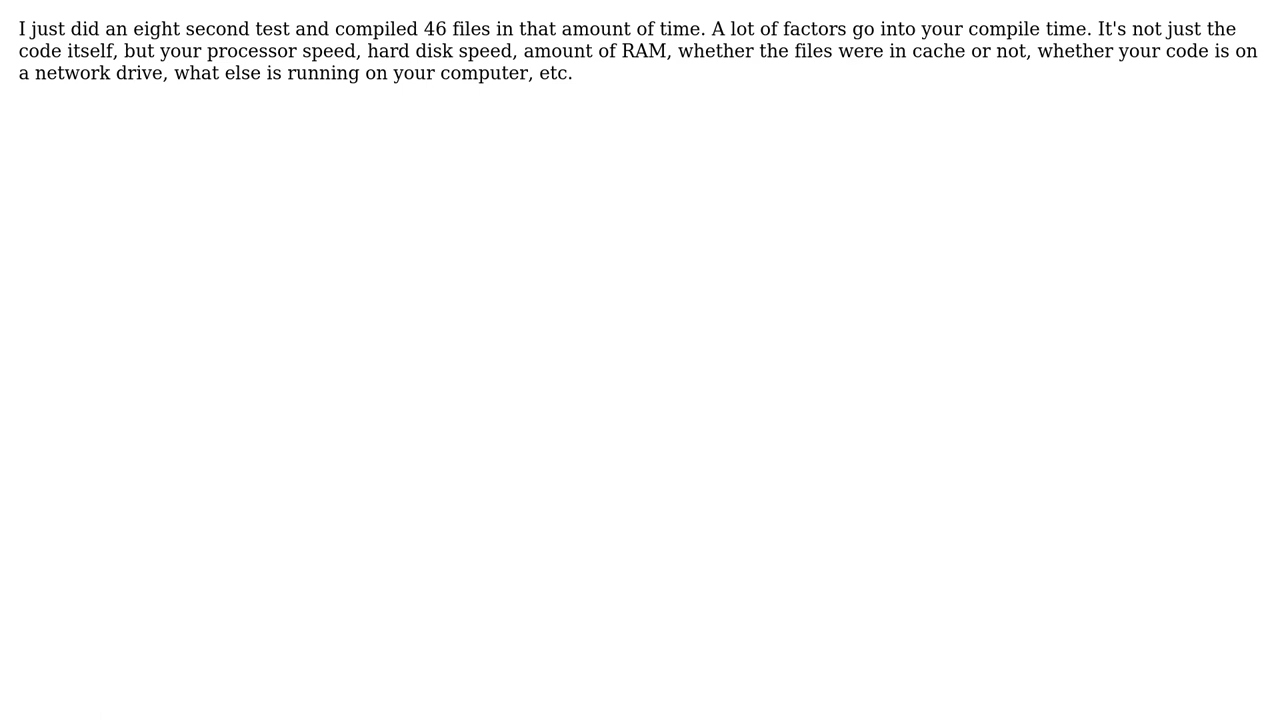 I just did an eight second test and compiled 46 files in that amount of time. A lot of factors go into your compile time. It's not just the
code itself, but your processor speed, hard disk speed, amount of RAM, whether the files were in cache or not, whether your code is on
a network drive, what else is running on your computer, etc.